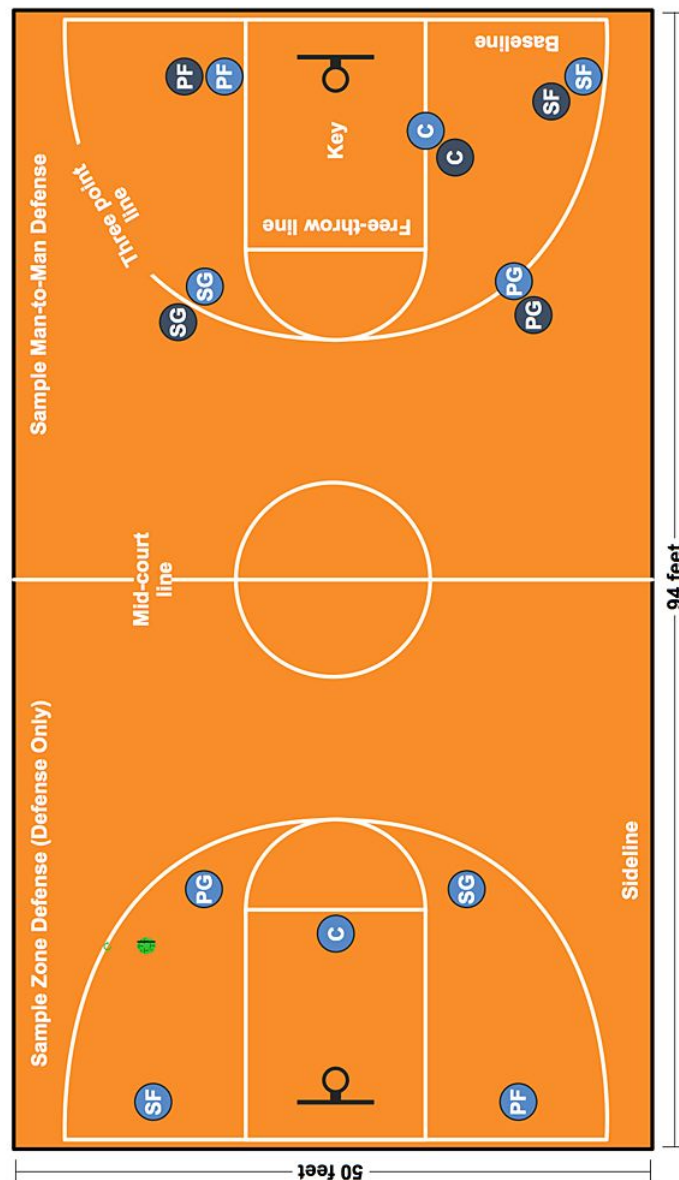 Sample Zone Defense (Defense Only)
Sample Man-to-Man Defense
Three point
line
Mid-court
line
SF
PG
C
SG
PF
SG
SG
PF
PF
Key
Free-throw line
C
C
PG
PG
SF
SF
Baseline
Sideline
50 feet
94 feet